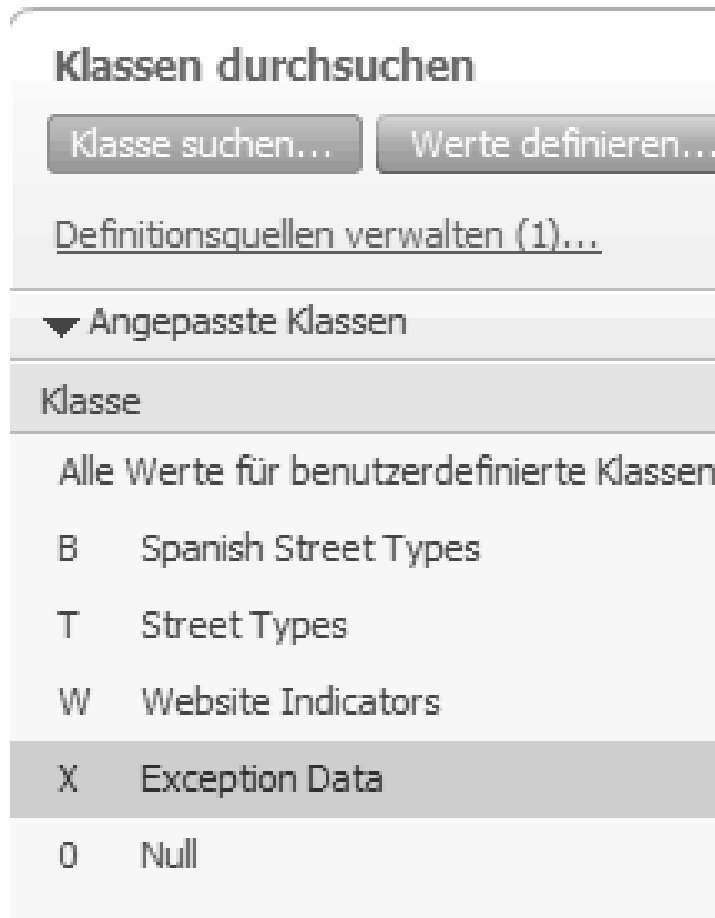 Klassen durchsuchen
Klasse suchen... Werte definieren...
Definitionsquellen verwalten (1)...
Angepasste Klassen
Klasse
Alle Werte für benutzerdefinierte Klassen
B Spanish Street Types
T Street Types
W Website Indicators
X Exception Data
0 Null